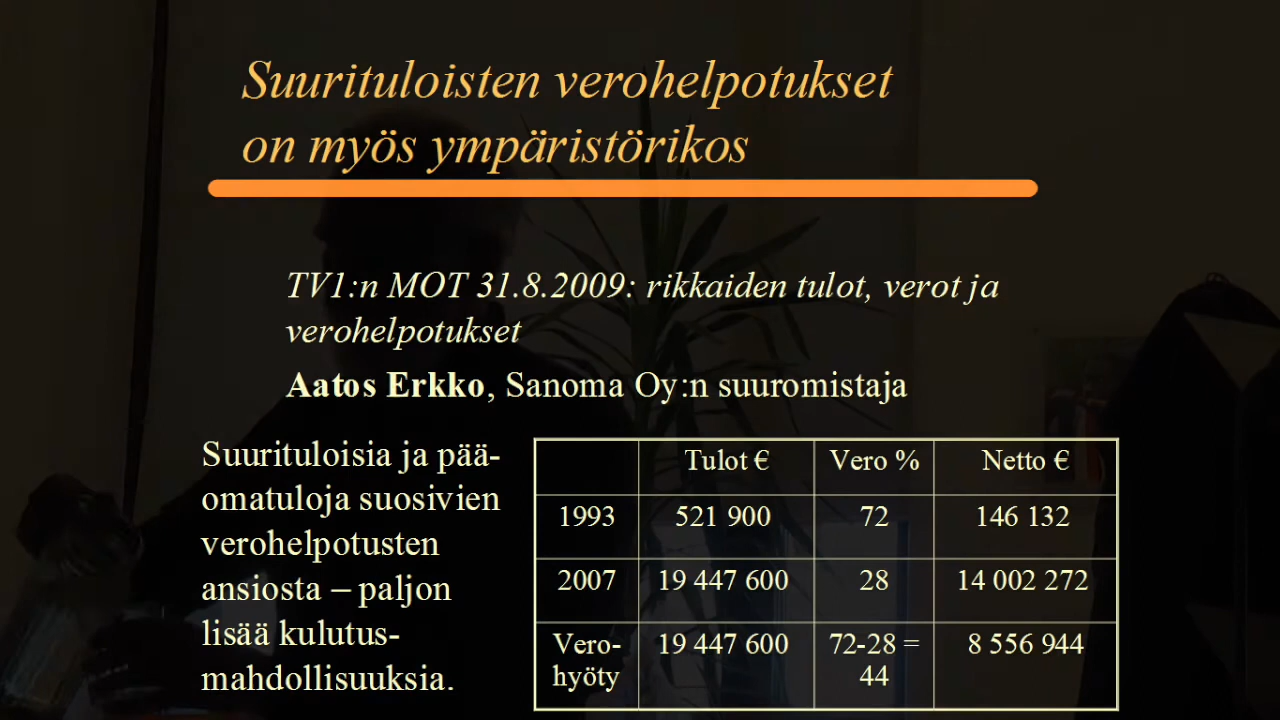 Suurituloisten verohelpotukset
on myös ympäristörikos
TV1:n MOT 31.8.2009: rikkaiden tulot, verot ja
verohelpotukset
Aatos Erkko, Sanoma Oy:n suuromistaja
Suurituloisia ja pää-
omatuloja suosivien
verohelpotusten
ansiosta – paljon
lisää kulutus-
mahdollisuuksia.
Tulot € Vero % Netto €
1993 521 900 72 146 132
2007 19 447 600 28 14 002 272
Vero- 19 447 600 72-28 = 8 556 944
hyöty 44